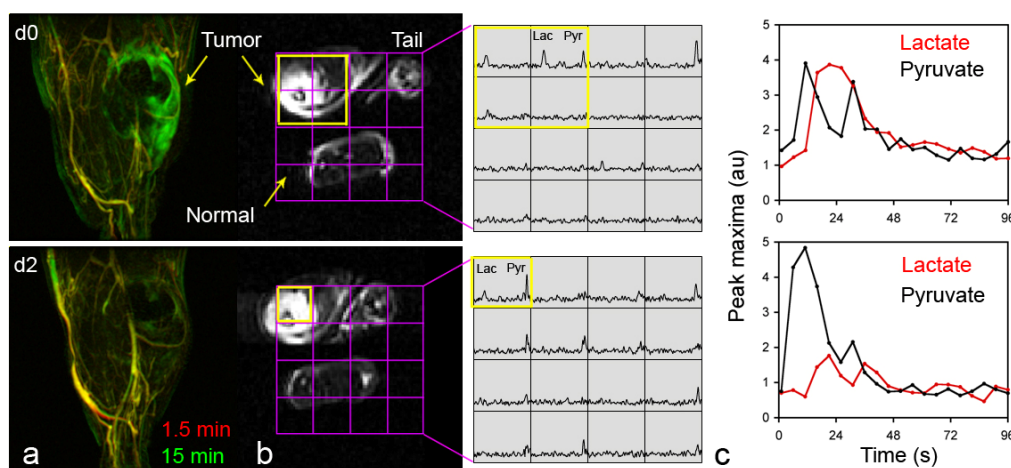 d0
Tumor
Tail
Normal
Lac Pyr
d2
1.5 min
15 min
a
b
Lac Pyr
c
Peak maxima (au)
5
4
3
2
1
0
Lactate
Pyruvate
0 24 48 72 96
5
4
3
2
1
0
Lactate
Pyruvate
0 24 48 72 96
Time (s)